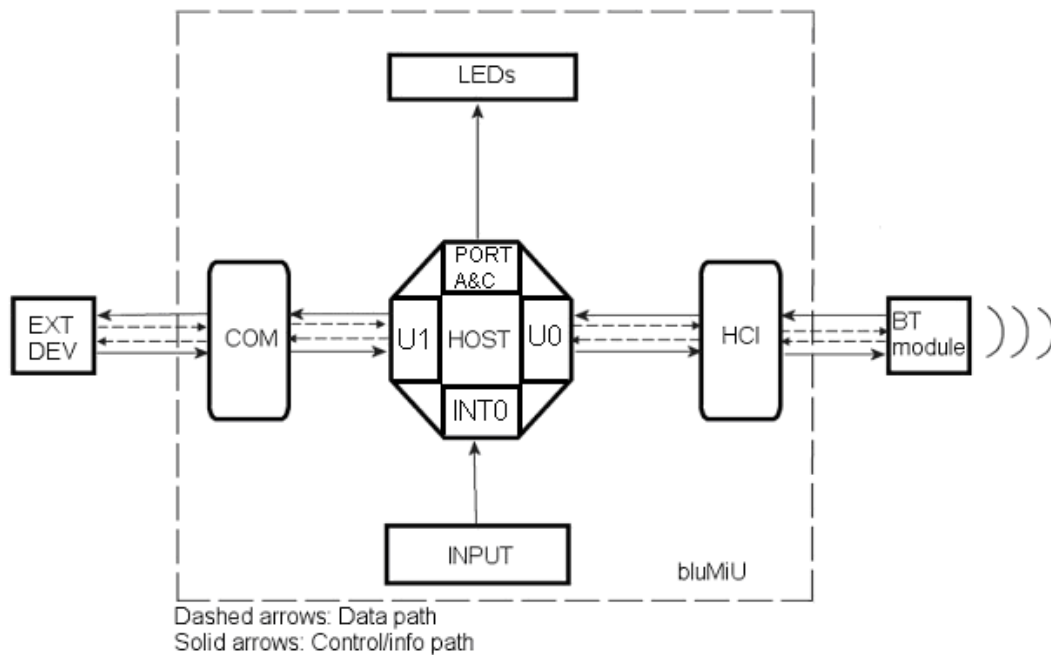 LEDs
PORT
A&C
EXT
DEV
COM
U1
HOST
U0
HCI
BT
module
INT0
INPUT
bluMiU
Dashed arrows: Data path
Solid arrows: Control/info path